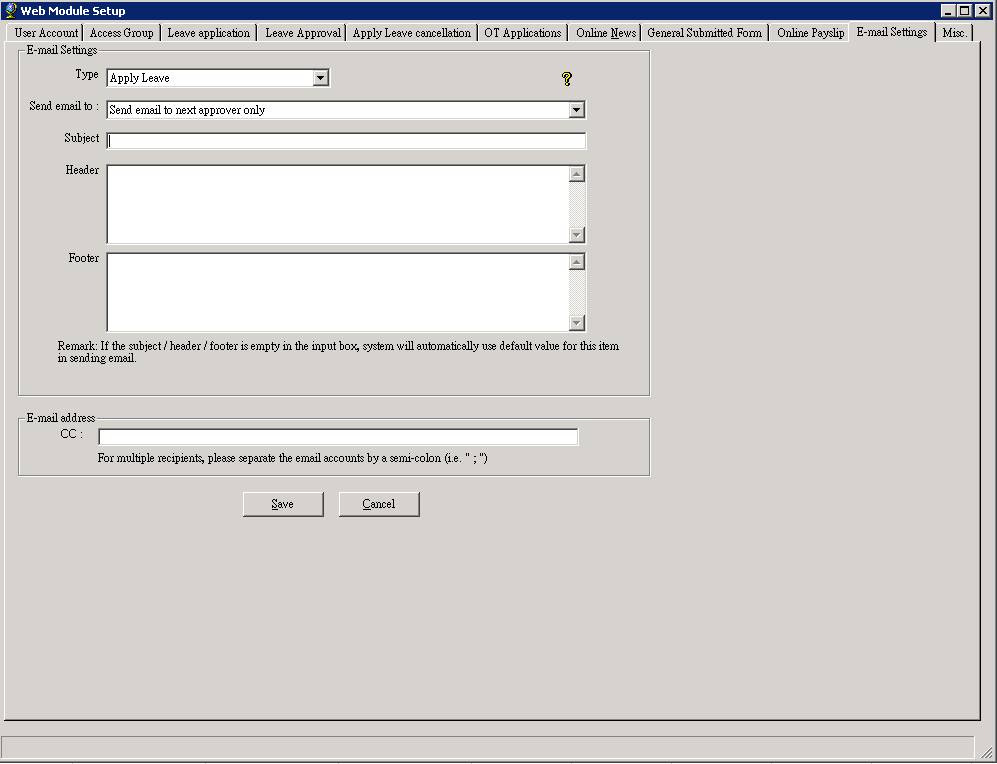 Web Module Setup
User Account Access Group Leave application Leave Approval Apply Leave cancellation OT Applications Online News General Submitted Form Online Payslip E-mail Settings Misc.
E-mail Settings
Type Apply Leave ?
Send email to : Send email to next approver only
Subject
Header
Footer
Remark: If the subject / header / footer is empty in the input box, system will automatically use default value for this item
in sending email.
E-mail address
CC :
For multiple recipients, please separate the email accounts by a semi-colon (i.e. " ; ")
Save Cancel